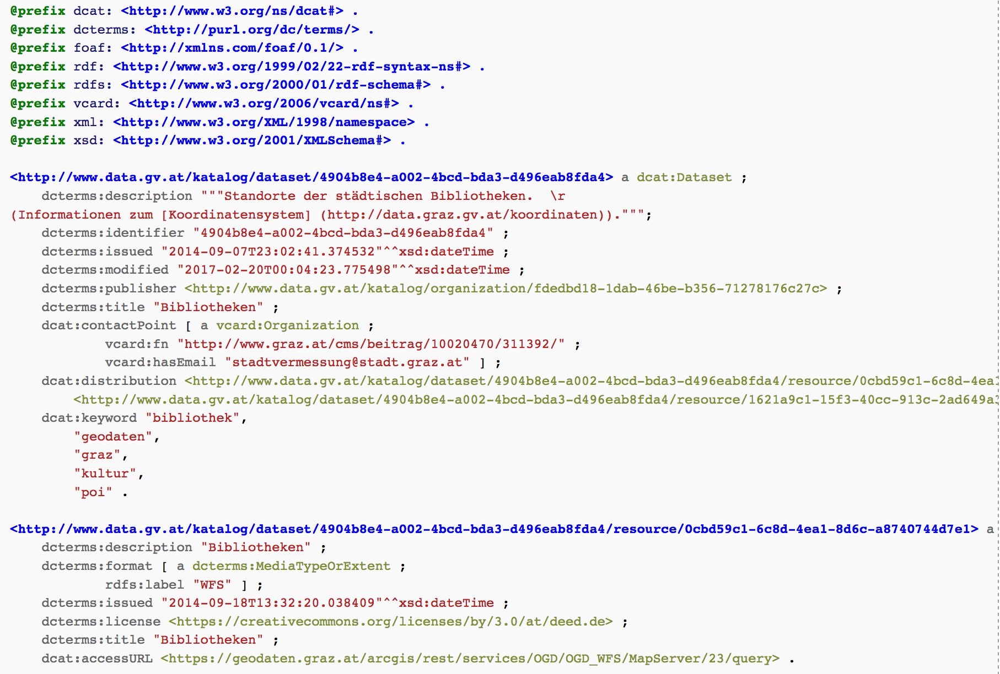 @prefix dcat: <http://www.w3.org/ns/dcat#> .
@prefix dcterms: <http://purl.org/dc/terms/> .
@prefix foaf: <http://xmlns.com/foaf/0.1/> .
@prefix rdf: <http://www.w3.org/1999/02/22-rdf-syntax-ns#> .
@prefix rdfs: <http://www.w3.org/2000/01/rdf-schema#> .
@prefix vcard: <http://www.w3.org/2006/vcard/ns#> .
@prefix xml: <http://www.w3.org/XML/1998/namespace> .
@prefix xsd: <http://www.w3.org/2001/XMLSchema#> .

<http://www.data.gv.at/katalog/dataset/4904b8e4-a002-4bcd-bda3-d496eab8fda4> a dcat:Dataset ;
    dcterms:description """Standorte der städtischen Bibliotheken.  \r
(Informationen zum [Koordinatensystem] (http://data.graz.gv.at/koordinaten)).""";
    dcterms:identifier "4904b8e4-a002-4bcd-bda3-d496eab8fda4" ;
    dcterms:issued "2014-09-07T23:02:41.374532"^^xsd:dateTime ;
    dcterms:modified "2017-02-20T00:04:23.775498"^^xsd:dateTime ;
    dcterms:publisher <http://www.data.gv.at/katalog/organization/fdedbd18-1dab-46be-b356-71278176c27c> ;
    dcterms:title "Bibliotheken" ;
    dcat:contactPoint [ a vcard:Organization ;
            vcard:fn "http://www.graz.at/cms/beitrag/10020470/311392/" ;
            vcard:hasEmail "stadtvermessung@stadt.graz.at" ] ;
    dcat:distribution <http://www.data.gv.at/katalog/dataset/4904b8e4-a002-4bcd-bda3-d496eab8fda4/resource/0cbd59c1-6c8d-4ea1
        <http://www.data.gv.at/katalog/dataset/4904b8e4-a002-4bcd-bda3-d496eab8fda4/resource/1621a9c1-15f3-40cc-913c-2ad649a3
    dcat:keyword "bibliothek",
        "geodaten",
        "graz",
        "kultur",
        "poi" .

<http://www.data.gv.at/katalog/dataset/4904b8e4-a002-4bcd-bda3-d496eab8fda4/resource/0cbd59c1-6c8d-4ea1-8d6c-a8740744d7e1> a
    dcterms:description "Bibliotheken" ;
    dcterms:format [ a dcterms:MediaTypeOrExtent ;
            rdfs:label "WFS" ] ;
    dcterms:issued "2014-09-18T13:32:20.038409"^^xsd:dateTime ;
    dcterms:license <https://creativecommons.org/licenses/by/3.0/at/deed.de> ;
    dcterms:title "Bibliotheken" ;
    dcat:accessURL <https://geodaten.graz.at/arcgis/rest/services/OGD/OGD_WFS/MapServer/23/query> .